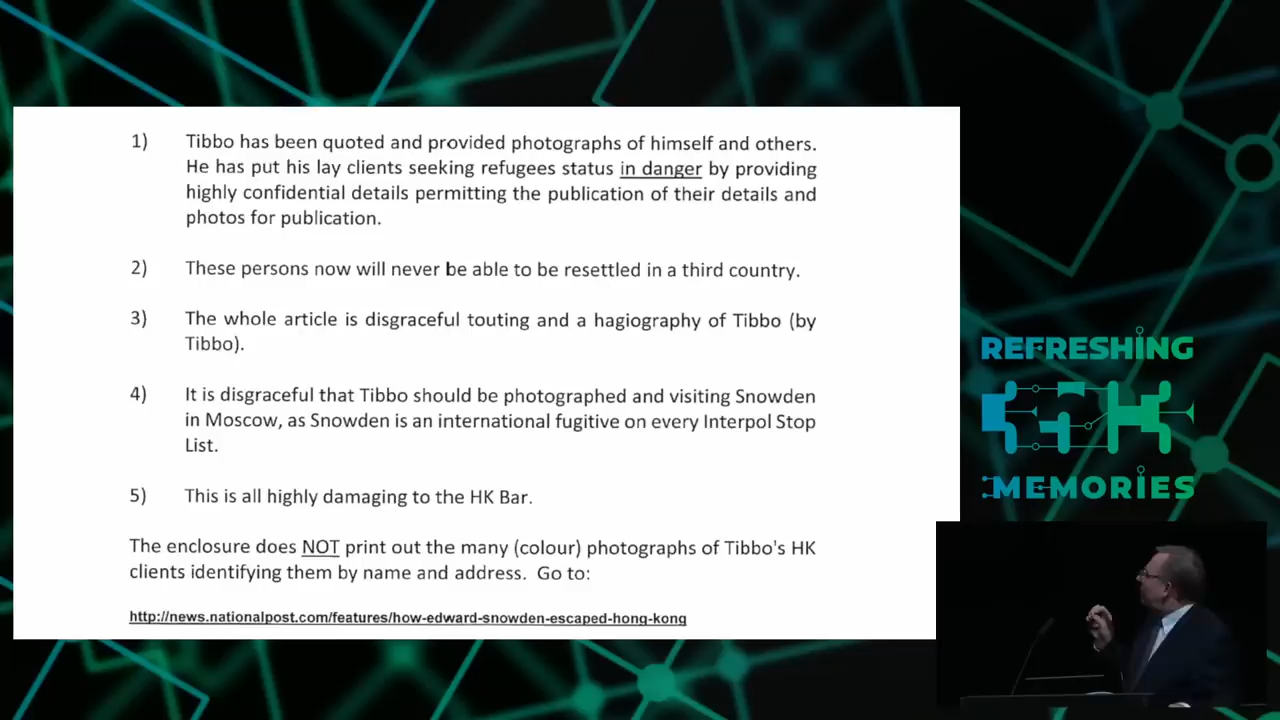 1) Tibbo has been quoted and provided photographs of himself and others.
He has put his lay clients seeking refugees status in danger by providing
highly confidential details permitting the publication of their details and
photos for publication.
2) These persons now will never be able to be resettled in a third country.
3) The whole article is disgraceful touting and a hagiography of Tibbo (by
Tibbo).
4) It is disgraceful that Tibbo should be photographed and visiting Snowden
in Moscow, as Snowden is an international fugitive on every Interpol Stop
List.
5) This is all highly damaging to the HK Bar.
The enclosure does NOT print out the many (colour) photographs of Tibbo's HK
clients identifying them by name and address. Go to:
http://news.nationalpost.com/features/how-edward-snowden-escaped-hong-kong
REFRESHING
MEMORIES